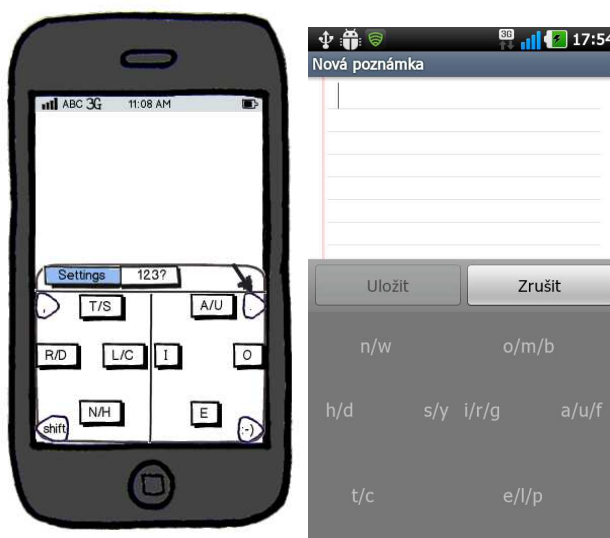 ABC 3G 11:08 AM
Settings 123?
, T/S A/U .
R/D L/C I O
N/H E
shift :-)
3G 17:54
Nová poznámka
Uložit Zrušit
n/w o/m/b
h/d s/y i/r/g a/u/f
t/c e/l/p